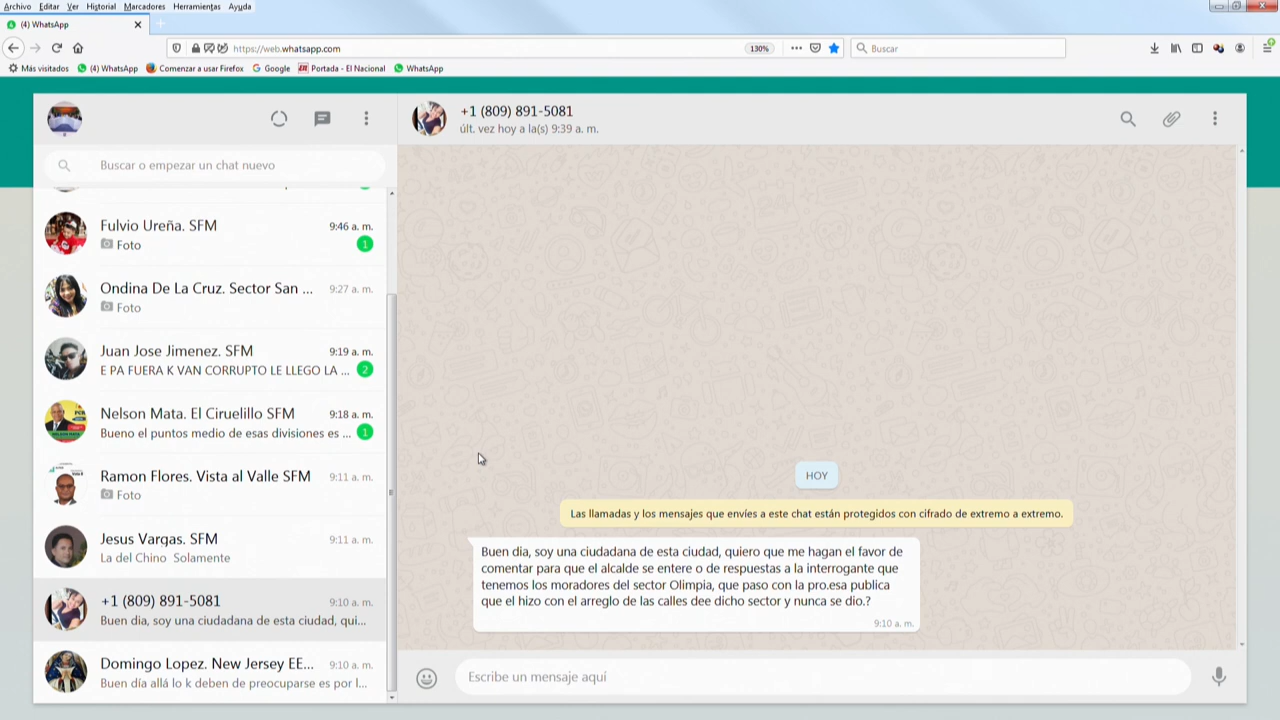 Archivo Editar Ver Historial Marcadores Herramientas Ayuda
(4) WhatsApp
https://web.whatsapp.com
130%
Buscar
Más visitados (4) WhatsApp Comenzar a usar Firefox Google Portada - El Nacional WhatsApp
+1 (809) 891-5081
últ. vez hoy a la(s) 9:39 a. m.
Buscar o empezar un chat nuevo
Fulvio Ureña. SFM 9:46 a. m.
Foto 1
Ondina De La Cruz. Sector San ... 9:27 a. m.
Foto
Juan Jose Jimenez. SFM 9:19 a. m.
E PA FUERA K VAN CORRUPTO LE LLEGO LA ... 2
Nelson Mata. El Ciruelillo SFM 9:18 a. m.
Bueno el puntos medio de esas divisiones es ... 1
Ramon Flores. Vista al Valle SFM 9:11 a. m.
Foto
Jesus Vargas. SFM 9:11 a. m.
La del Chino Solamente
+1 (809) 891-5081 9:10 a. m.
Buen dia, soy una ciudadana de esta ciudad, qui...
Domingo Lopez. New Jersey EE... 9:10 a. m.
Buen día allá lo k deben de preocuparse es por l...
HOY
Las llamadas y los mensajes que envíes a este chat están protegidos con cifrado de extremo a extremo.
Buen dia, soy una ciudadana de esta ciudad, quiero que me hagan el favor de
comentar para que el alcalde se entere o de respuestas a la interrogante que
tenemos los moradores del sector Olimpia, que paso con la pro.esa publica
que el hizo con el arreglo de las calles dee dicho sector y nunca se dio.?
9:10 a. m.
Escribe un mensaje aquí